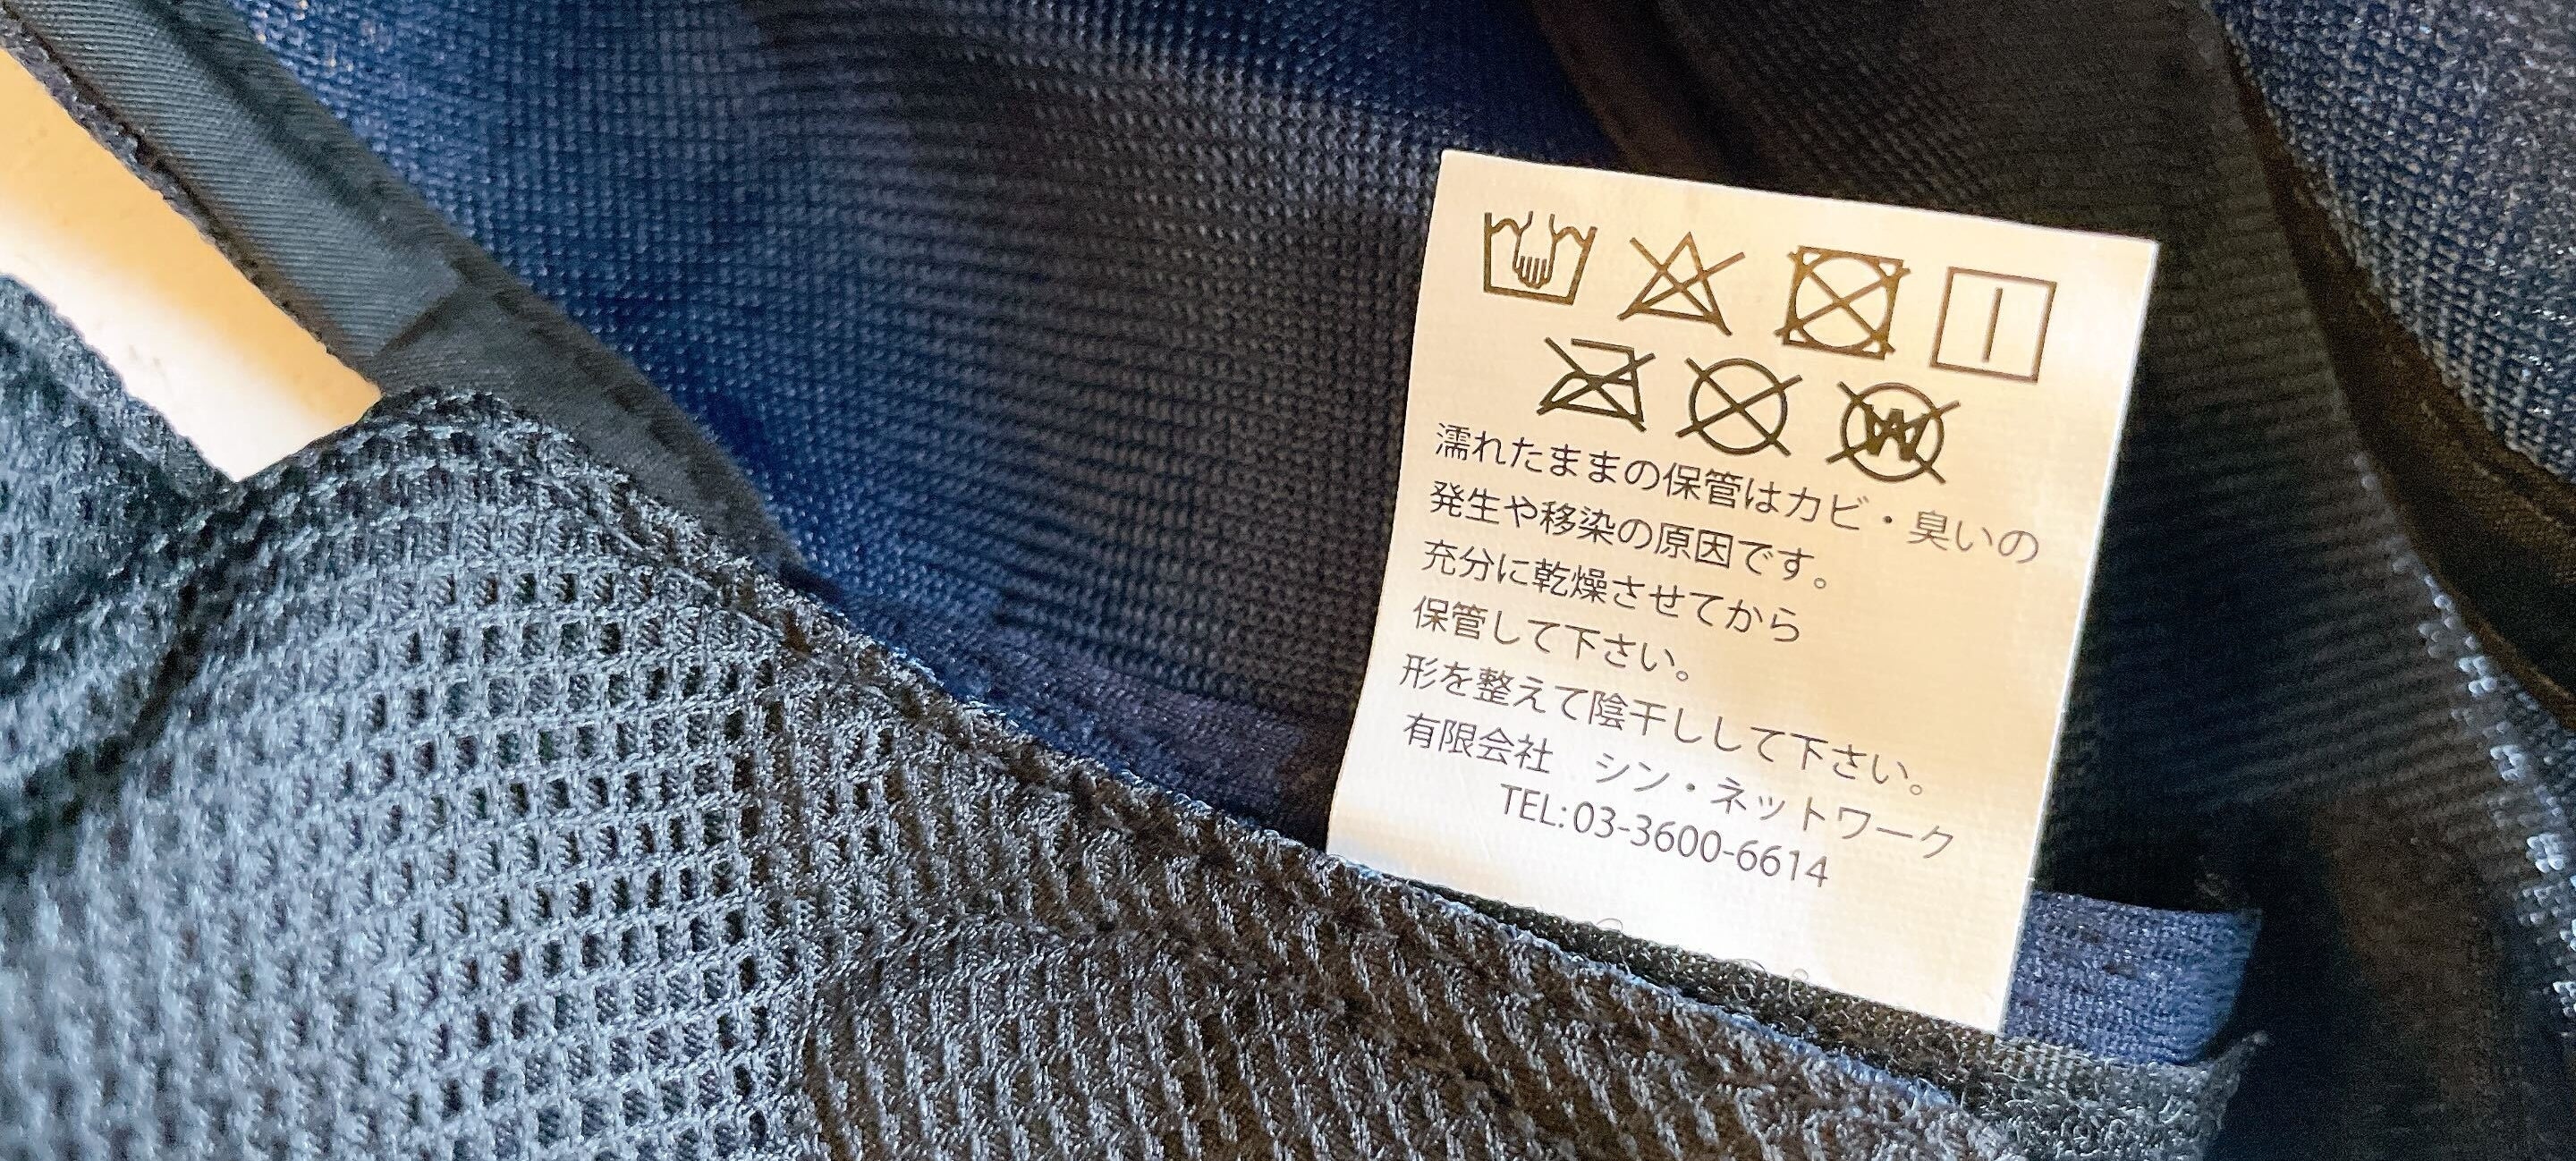 濡れたままの保管はカビ・臭いの
発生や移染の原因です。
充分に乾燥させてから
保管して下さい。
形を整えて陰干しして下さい。
有限会社　シン・ネットワーク
TEL:03-3600-6614